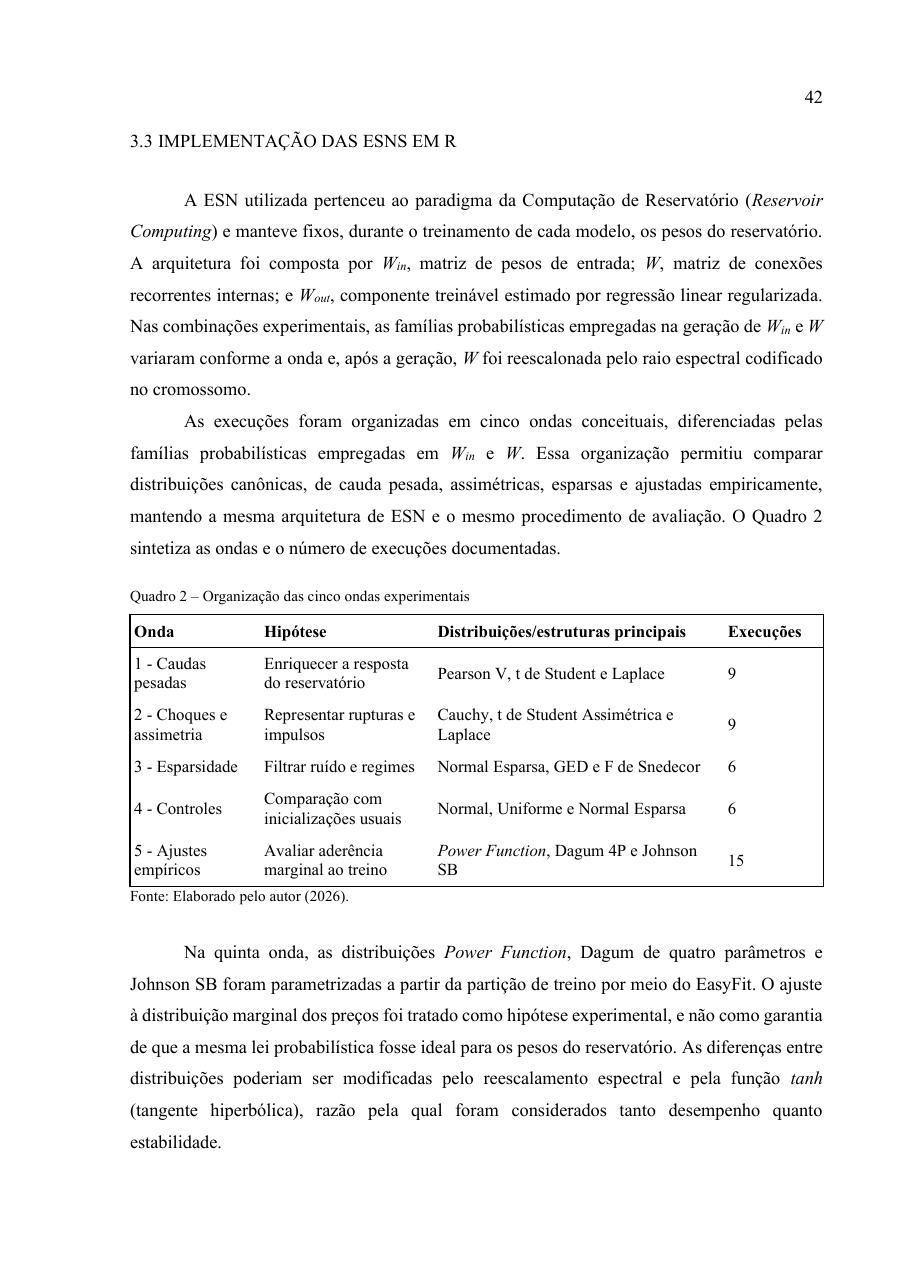 42
3.3 IMPLEMENTAÇÃO DAS ESNS EM R
A ESN utilizada pertenceu ao paradigma da Computação de Reservatório (Reservoir
Computing) e manteve fixos, durante o treinamento de cada modelo, os pesos do reservatório.
A arquitetura foi composta por Win, matriz de pesos de entrada; W, matriz de conexões
recorrentes internas; e Wout, componente treinável estimado por regressão linear regularizada.
Nas combinações experimentais, as famílias probabilísticas empregadas na geração de Win e W
variaram conforme a onda e, após a geração, W foi reescalonada pelo raio espectral codificado
no cromossomo.
As execuções foram organizadas em cinco ondas conceituais, diferenciadas pelas
famílias probabilísticas empregadas em Win e W. Essa organização permitiu comparar
distribuições canônicas, de cauda pesada, assimétricas, esparsas e ajustadas empiricamente,
mantendo a mesma arquitetura de ESN e o mesmo procedimento de avaliação. O Quadro 2
sintetiza as ondas e o número de execuções documentadas.
Quadro 2 – Organização das cinco ondas experimentais
Onda Hipótese Distribuições/estruturas principais Execuções
1 - Caudas
pesadas
Enriquecer a resposta
do reservatório
Pearson V, t de Student e Laplace
9
2 - Choques e
assimetria
Representar rupturas e
impulsos
Cauchy, t de Student Assimétrica e
Laplace
9
3 - Esparsidade Filtrar ruído e regimes Normal Esparsa, GED e F de Snedecor 6
4 - Controles
Comparação com
inicializações usuais
Normal, Uniforme e Normal Esparsa
6
5 - Ajustes
empíricos
Avaliar aderência
marginal ao treino
Power Function, Dagum 4P e Johnson
SB
15
Fonte: Elaborado pelo autor (2026).
Na quinta onda, as distribuições Power Function, Dagum de quatro parâmetros e
Johnson SB foram parametrizadas a partir da partição de treino por meio do EasyFit. O ajuste
à distribuição marginal dos preços foi tratado como hipótese experimental, e não como garantia
de que a mesma lei probabilística fosse ideal para os pesos do reservatório. As diferenças entre
distribuições poderiam ser modificadas pelo reescalamento espectral e pela função tanh
(tangente hiperbólica), razão pela qual foram considerados tanto desempenho quanto
estabilidade.